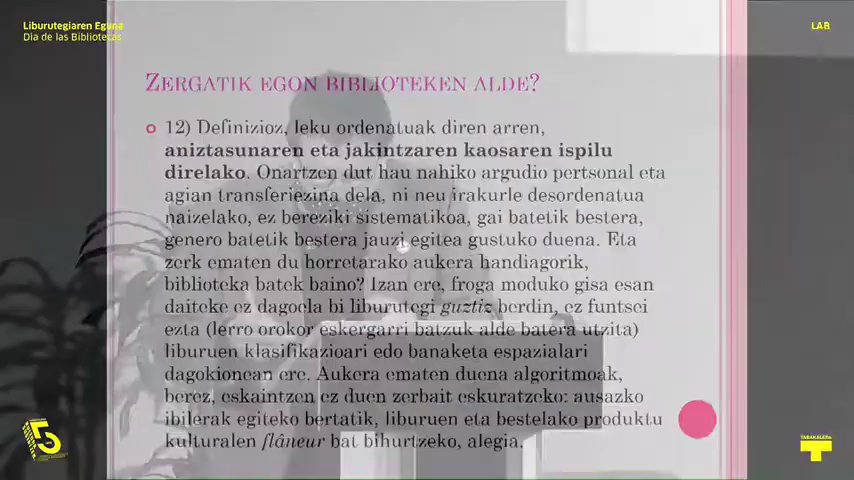 Liburutegiaren Eguna
Día de las Bibliotecas
LAB
ZERGATIK EGON BIBLIOTEKEN ALDE?
12) Definizioz, leku ordenatuak diren arren,
aniztasunaren eta jakintzaren kaosaren ispilu
direlako. Onartzen dut hau nahiko argudio pertsonal eta
agian transferiezina dela, ni neu irakurle desordenatua
naizelako, ez bereziki sistematikoa, gai batetik bestera,
genero batetik bestera jauzi egitea gustuko duena. Eta
zerk ematen du horretarako aukera handiagorik,
biblioteka batek baino? Izan ere, froga moduko gisa esan
daiteke ez dagoela bi liburutegi guztiz berdin, ez funtsei
ezta (lerro orokor eskergarri batzuk alde batera utzita)
liburuen klasifikazioari edo banaketa espazialari
dagokionean ere. Aukera ematen duena algoritmoak,
berez, eskaintzen ez duen zerbait eskuratzeko: ausazko
ibilerak egiteko bertatik, liburuen eta bestelako produktu
kulturalen flâneur bat bihurtzeko, alegia.
TABAKALERA